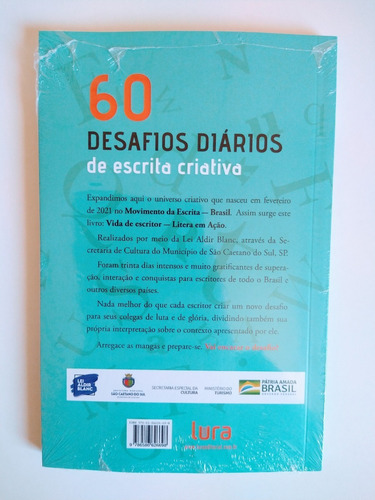 60
DESAFIOS DIÁRIOS
de escrita criativa
Expandimos aqui o universo criativo que nasceu em fevereiro
de 2021 no Movimento da Escrita — Brasil. Assim surge este
livro: Vida de escritor — Litera em Ação.
Realizados por meio da Lei Aldir Blanc, através da Se-
cretaria de Cultura do Município de São Caetano do Sul, SP.
Foram trinta dias intensos e muito gratificantes de supe-
ração, interação e conquistas para escritores de todo o Brasil e
outros diversos países.
Nada melhor do que cada escritor criar um novo desafio
para seus colegas de luta e de glória, dividindo também sua
própria interpretação sobre o contexto apresentado por ele.
Arregace as mangas e prepare-se.
LEI
ALDIR
BLANC
SÃO CAETANO DO SUL
SECRETARIA ESPECIAL DA
CULTURA
MINISTÉRIO DO
TURISMO
PÁTRIA AMADA
BRASIL
lura